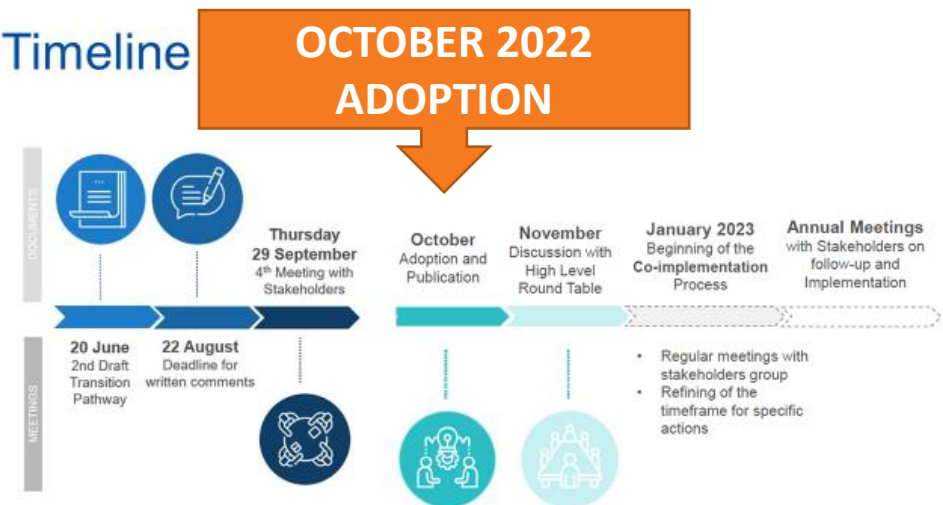 Timeline
OCTOBER 2022
ADOPTION
DOCUMENTS
Thursday
29 September
4th Meeting with
Stakeholders
October
Adoption and
Publication
November
Discussion with
High Level
Round Table
January 2023
Beginning of the
Co-implementation
Process
Annual Meetings
with Stakeholders on
follow-up and
Implementation
MEETINGS
20 June
2nd Draft
Transition
Pathway
22 August
Deadline for
written comments
• Regular meetings with
stakeholders group
• Refining of the
timeframe for specific
actions